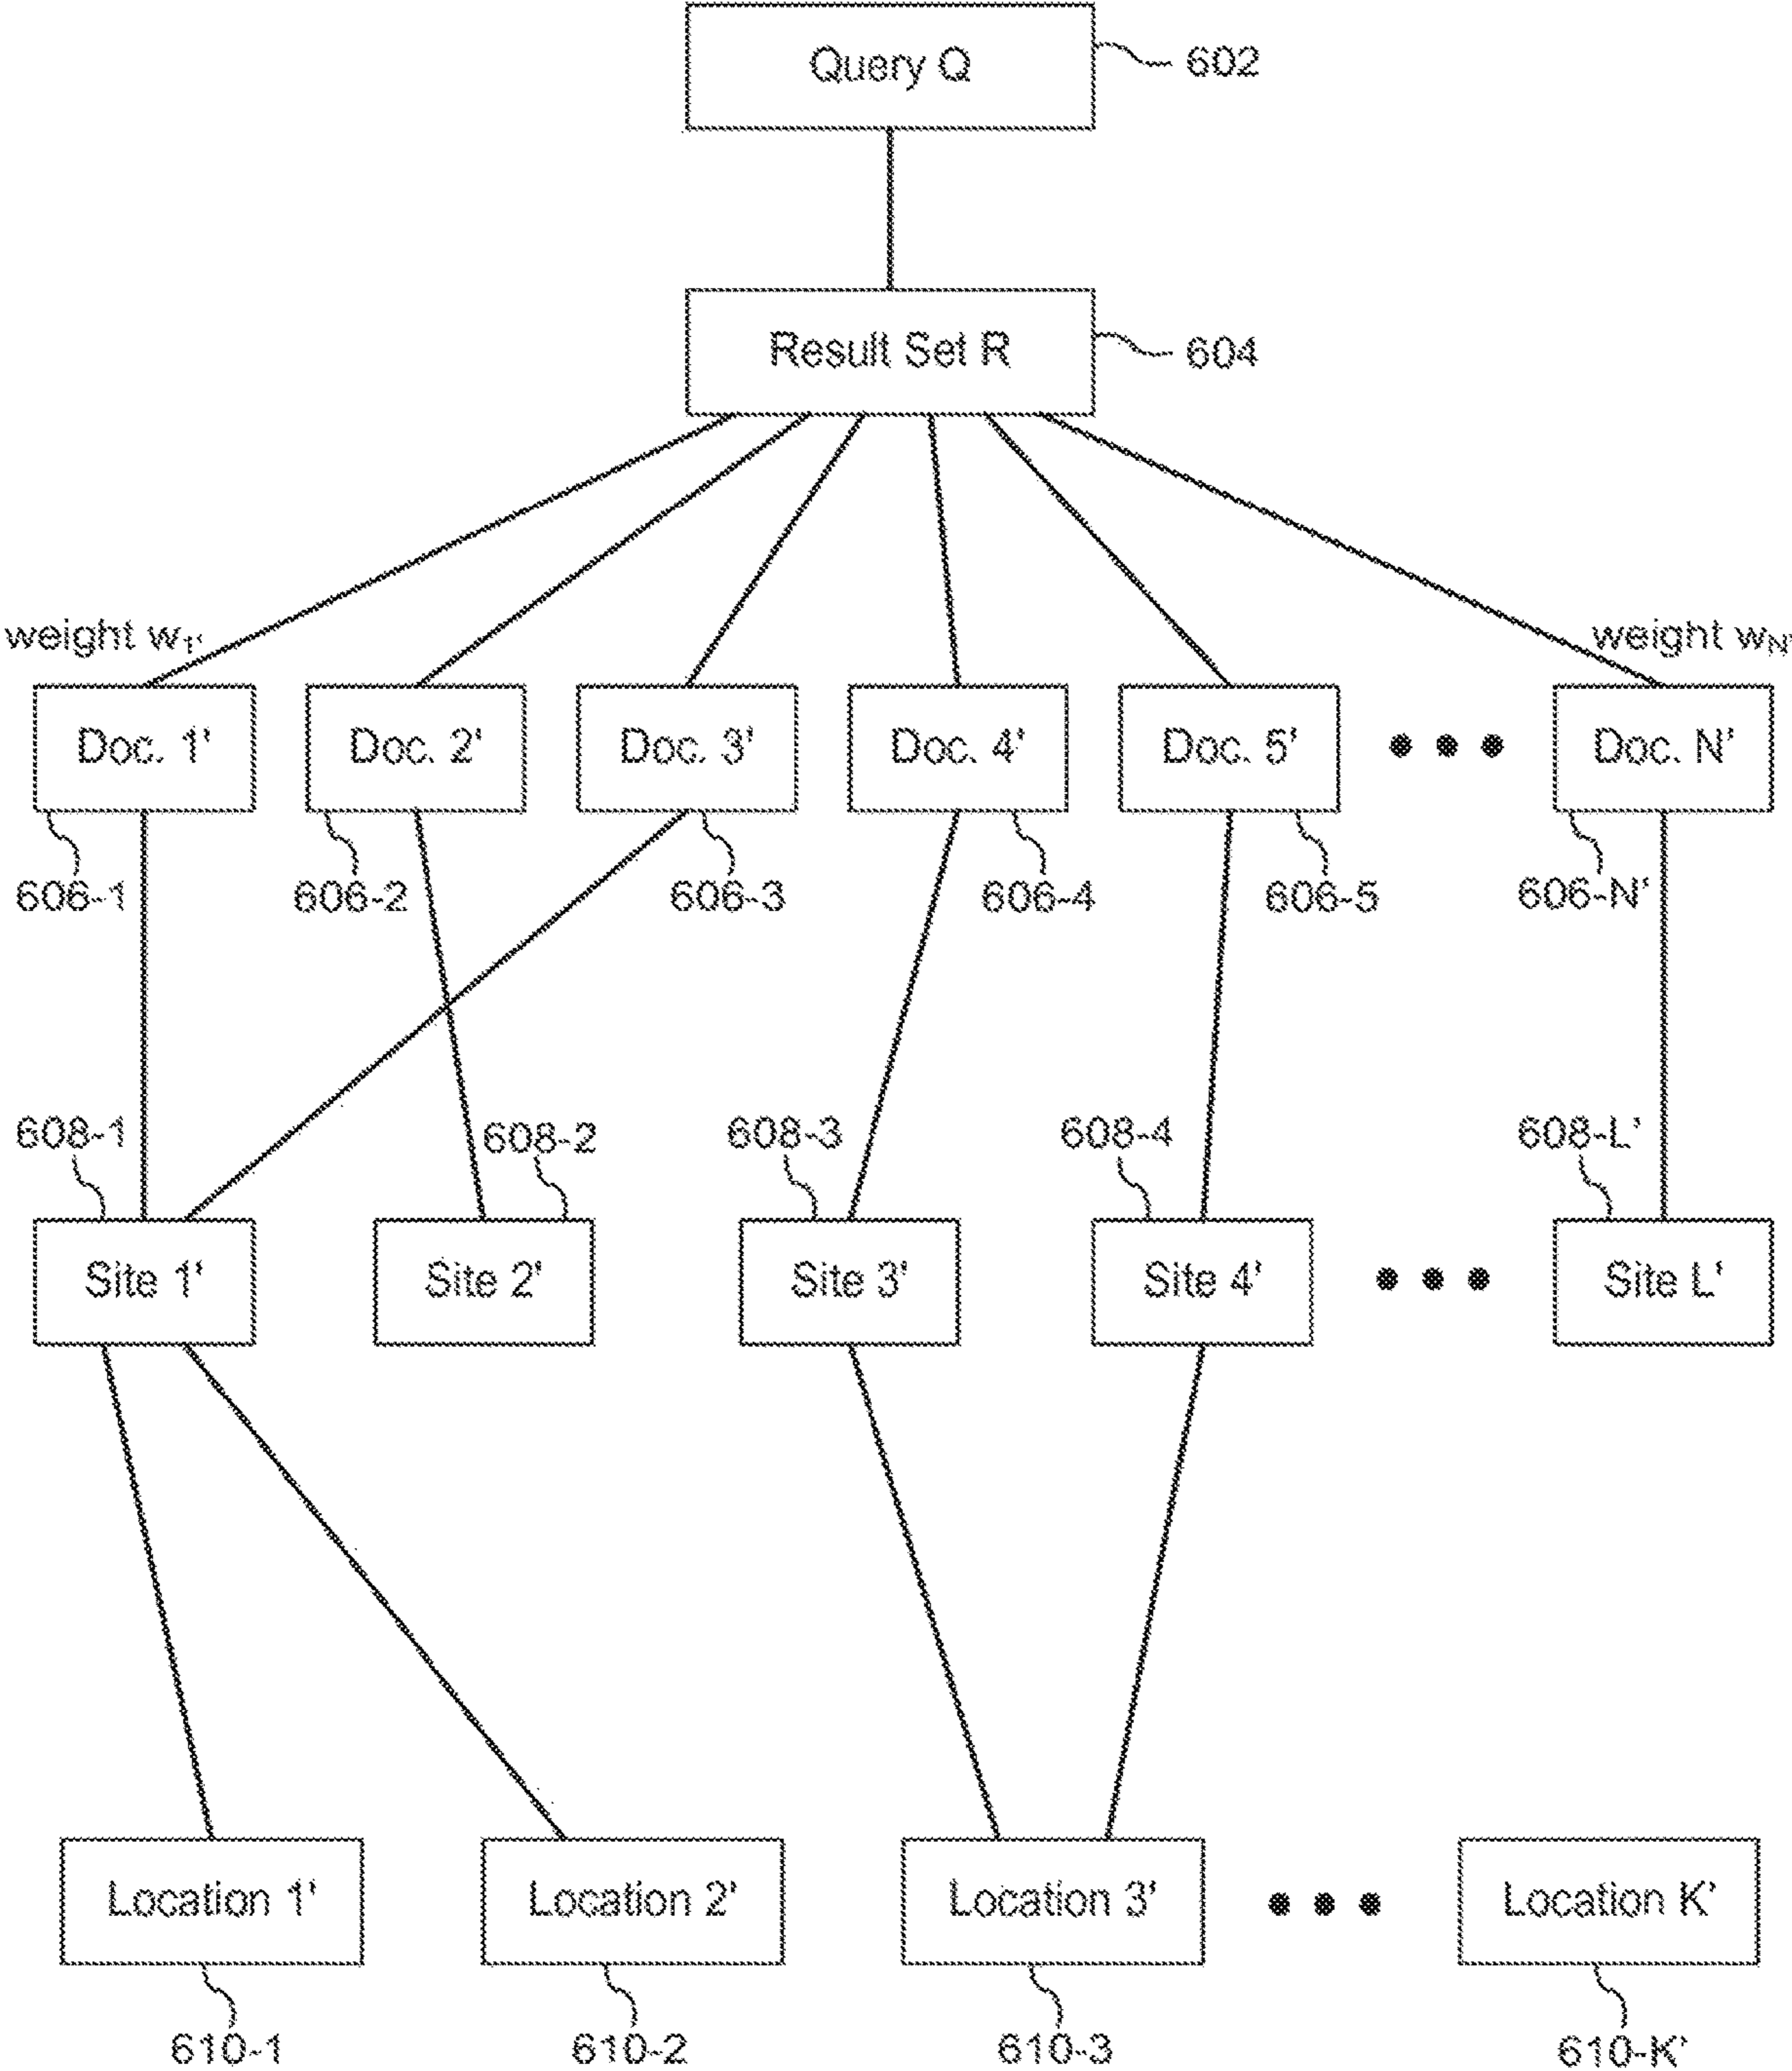 Query Q
602
Result Set R
604
weight w1'
weight wN'
Doc. 1'
Doc. 2'
Doc. 3'
Doc. 4'
Doc. 5'
Doc. N'
606-1
606-2
606-3
606-4
606-5
606-N'
608-1
608-2
608-3
608-4
608-L'
Site 1'
Site 2'
Site 3'
Site 4'
Site L'
Location 1'
Location 2'
Location 3'
Location K'
610-1
610-2
610-3
610-K'